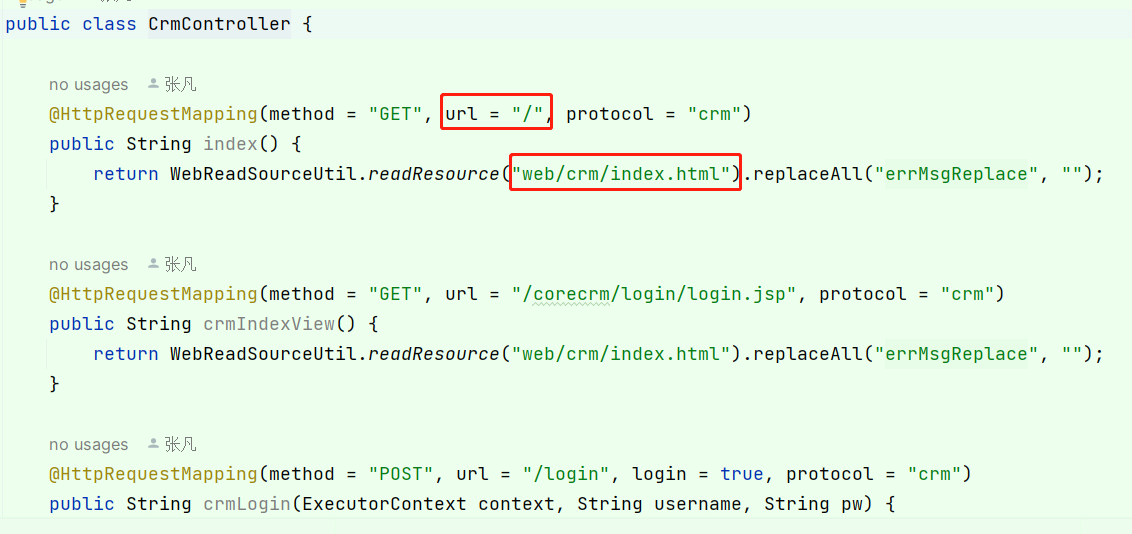 public class CrmController {
no usages 张凡
@HttpRequestMapping(method = "GET", url = "/", protocol = "crm")
public String index() {
return WebReadSourceUtil.readResource("web/crm/index.html").replaceAll("errMsgReplace", "");
}
no usages 张凡
@HttpRequestMapping(method = "GET", url = "/corecrm/login/login.jsp", protocol = "crm")
public String crmIndexView() {
return WebReadSourceUtil.readResource("web/crm/index.html").replaceAll("errMsgReplace", "");
}
no usages 张凡
@HttpRequestMapping(method = "POST", url = "/login", login = true, protocol = "crm")
public String crmLogin(ExecutorContext context, String username, String pw) {